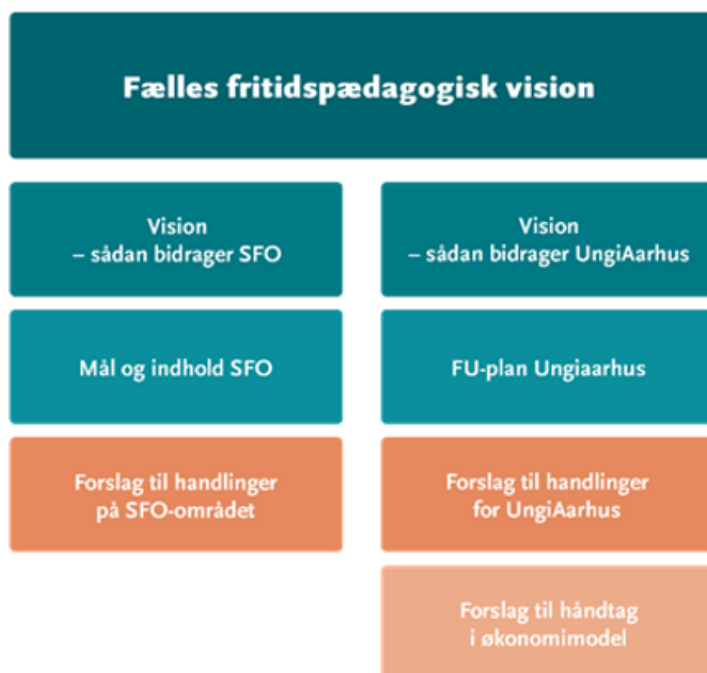 Fælles fritidspædagogisk vision
Vision
– sådan bidrager SFO
Mål og indhold SFO
Forslag til handlinger
på SFO-området
Vision
– sådan bidrager UngiAarhus
FU-plan Ungiaarhus
Forslag til handlinger
for UngiAarhus
Forslag til håndtag
i økonomimodel